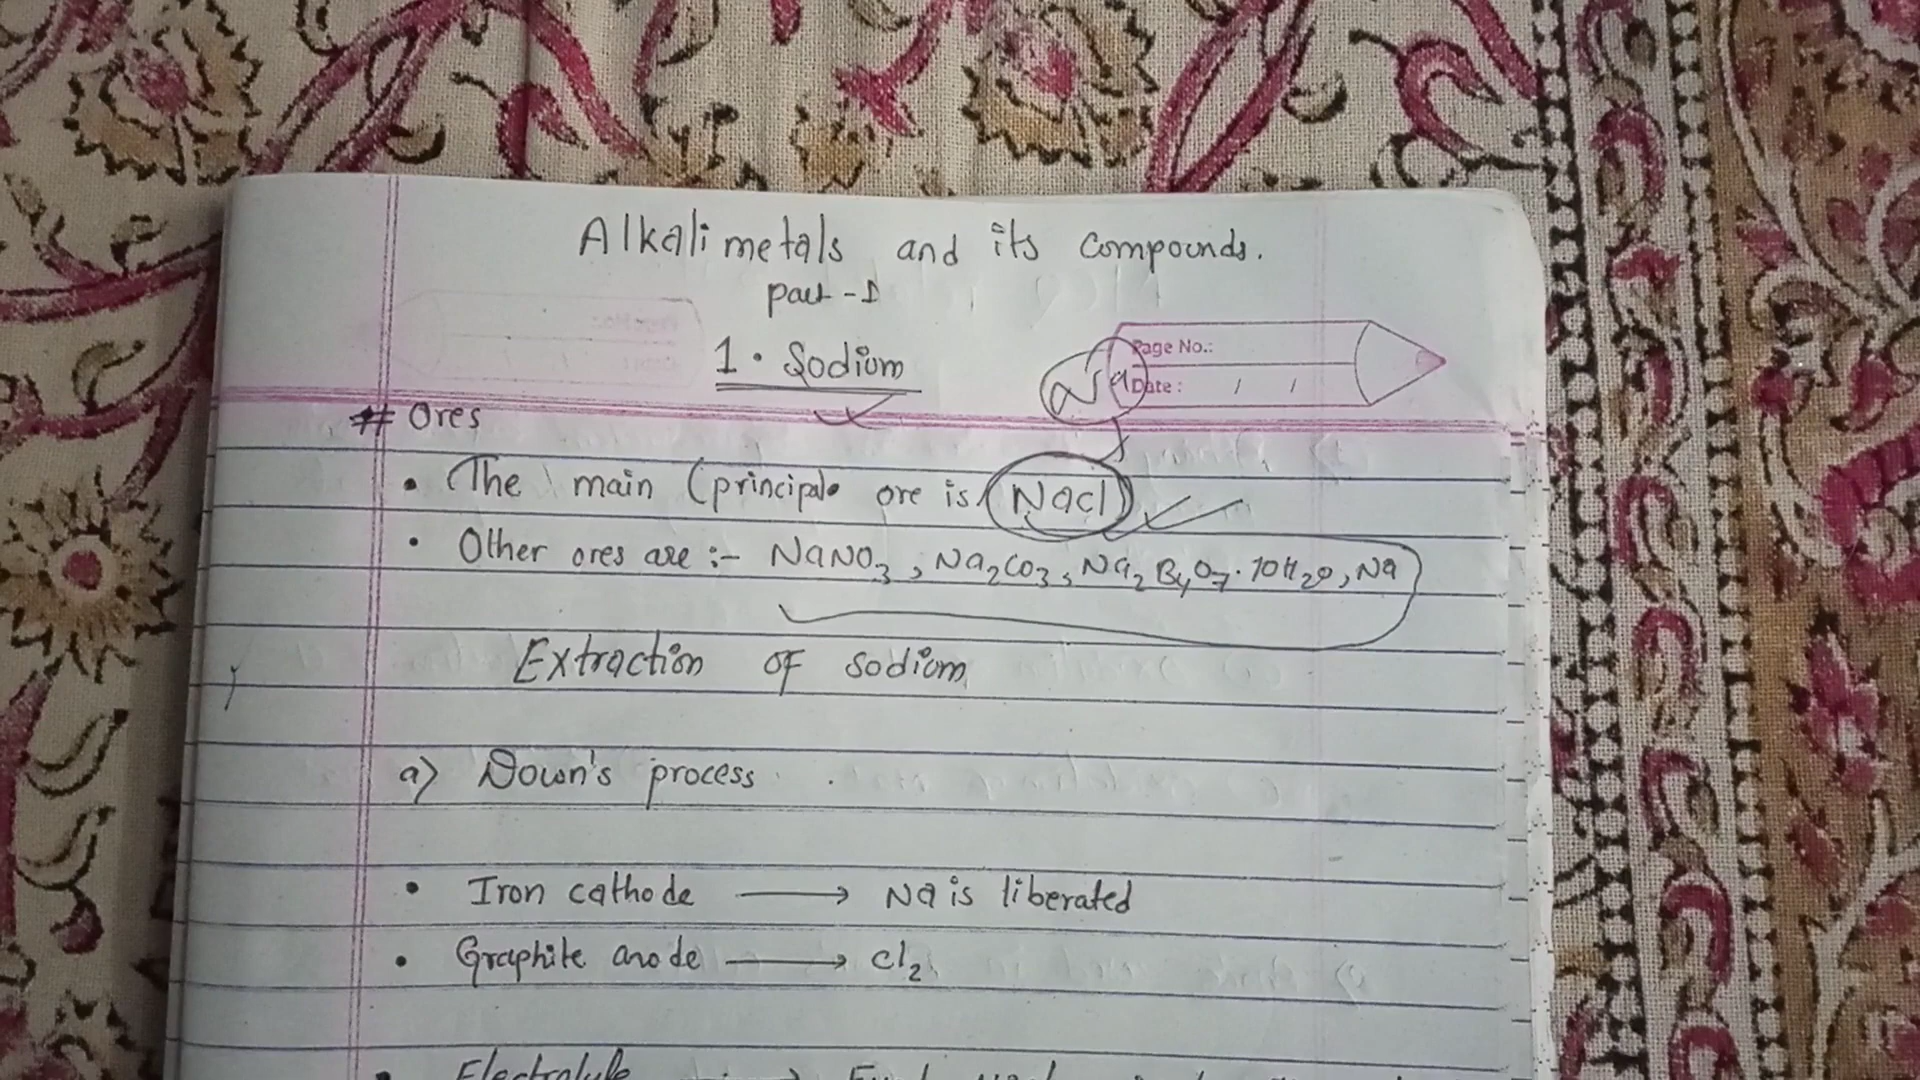 Alkali metals and its compounds.
part -I
1. Sodium
Na
Page No.:
Date : / /
# Ores
• The main (principal) ore is NaCl
• Other ores are :- NaNO3, Na2CO3, Na2B4O7.10H2O, Na
Extraction of sodium
a) Down's process
• Iron cathode → Na is liberated
• Graphite anode → Cl2
• Electrolyte →